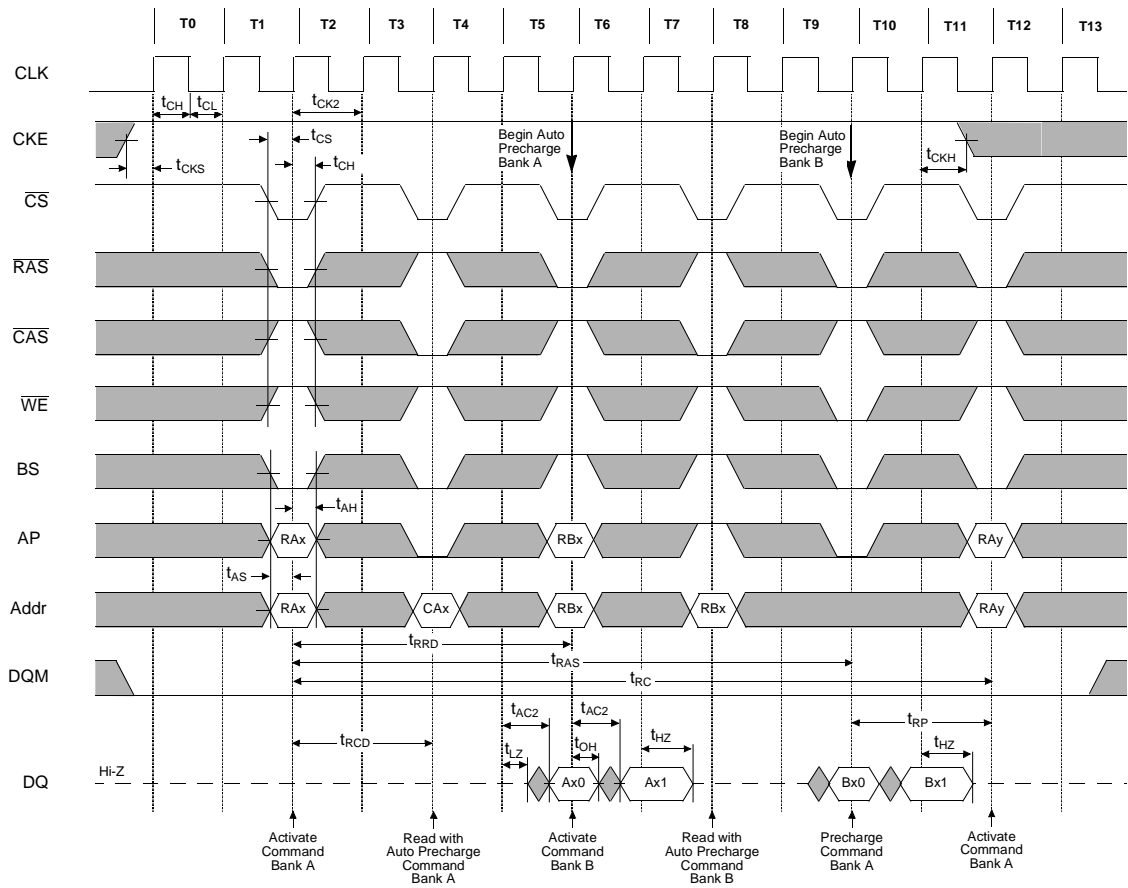 T0 T1 T2 T3 T4 T5 T6 T7 T8 T9 T10 T11 T12 T13
CLK
tCH tCL tCK2
CKE
tCKS
tCS
tCH
Begin Auto
Precharge
Bank A
Begin Auto
Precharge
Bank B
tCKH
CS
RAS
CAS
WE
BS
tAH
AP
RAx RBx RAy
tAS
Addr
RAx CAx RBx RBx RAy
tRRD
tRAS
DQM
tRC
tAC2 tAC2
tRP
tRCD
tLZ tOH tHZ tHZ
DQ
Hi-Z
Ax0 Ax1 Bx0 Bx1
Activate
Command
Bank A
Read with
Auto Precharge
Command
Bank A
Activate
Command
Bank B
Read with
Auto Precharge
Command
Bank B
Precharge
Command
Bank A
Activate
Command
Bank A